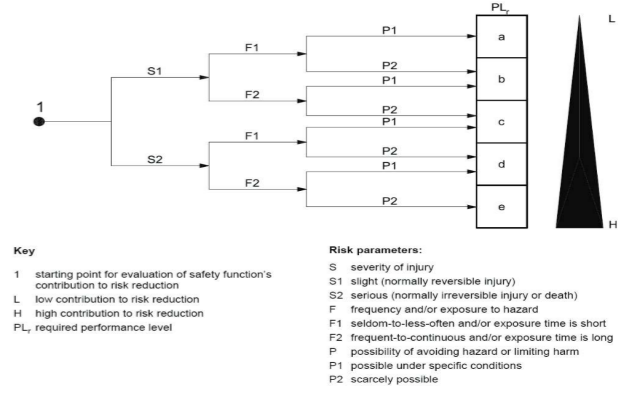 PLr
L
P1
a
F1
P2
S1
P1
b
F2
1
P2
c
P1
F1
S2
P2
d
P1
F2
P2
e
H
Key
1 starting point for evaluation of safety function's
contribution to risk reduction
L low contribution to risk reduction
H high contribution to risk reduction
PLr required performance level
Risk parameters:
S severity of injury
S1 slight (normally reversible injury)
S2 serious (normally irreversible injury or death)
F frequency and/or exposure to hazard
F1 seldom-to-less-often and/or exposure time is short
F2 frequent-to-continuous and/or exposure time is long
P possibility of avoiding hazard or limiting harm
P1 possible under specific conditions
P2 scarcely possible